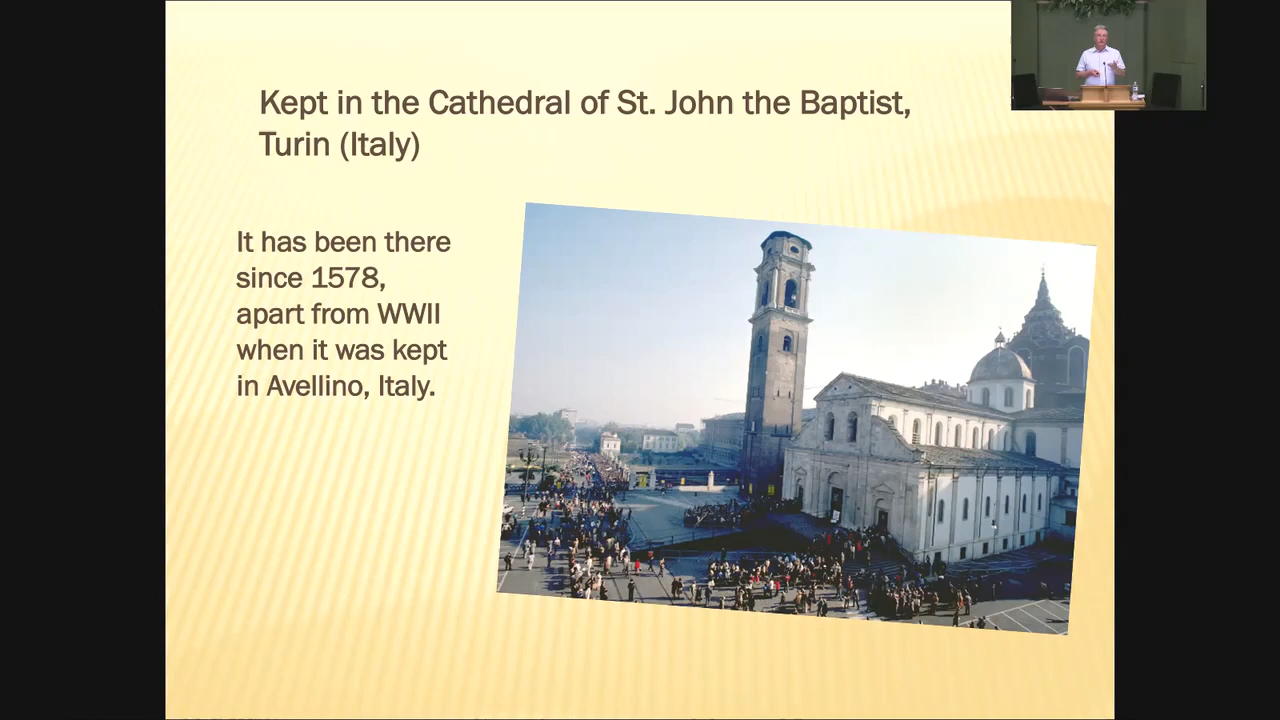 Kept in the Cathedral of St. John the Baptist,
Turin (Italy)
It has been there
since 1578,
apart from WWII
when it was kept
in Avellino, Italy.